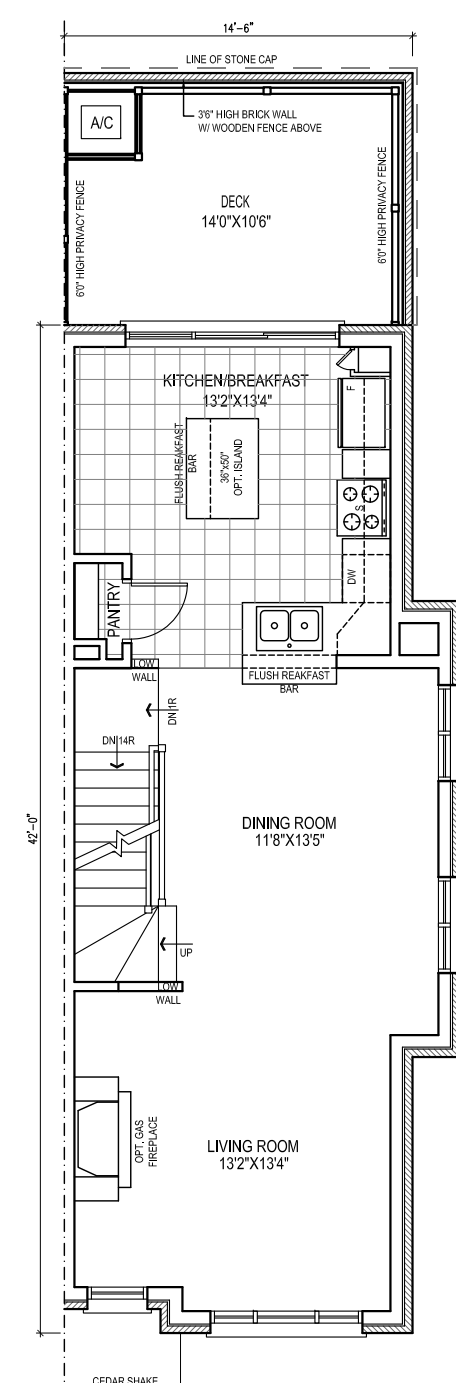 14'-6"
LINE OF STONE CAP
A/C
3'6" HIGH BRICK WALL
W/ WOODEN FENCE ABOVE
DECK
14'0"X10'6"
6'0" HIGH PRIVACY FENCE
6'0" HIGH PRIVACY FENCE
KITCHEN/BREAKFAST
13'2"X13'4"
F
FLUSH REAKFAST
BAR
36"x50"
OPT. ISLAND
S
DW
PANTRY
LOW
WALL
FLUSH REAKFAST
BAR
DN 1R
DN 14R
42'-0"
DINING ROOM
11'8"X13'5"
UP
LOW
WALL
OPT. GAS
FIREPLACE
LIVING ROOM
13'2"X13'4"
CEDAR SHAKE